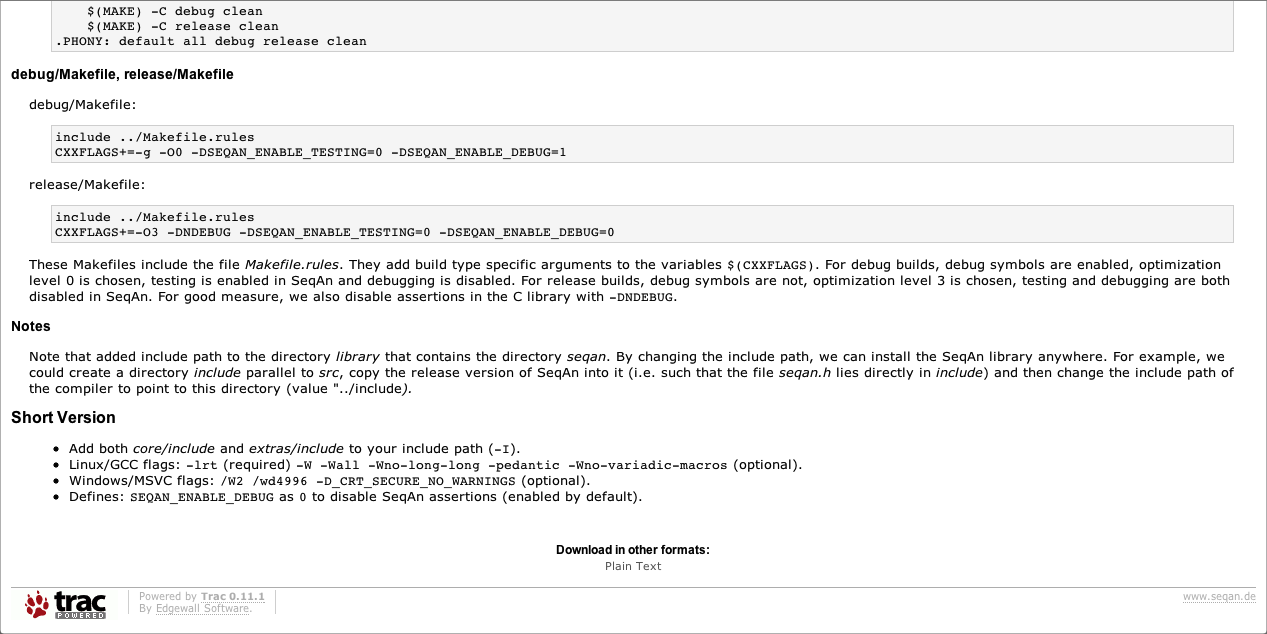 $(MAKE) -C debug clean
$(MAKE) -C release clean
.PHONY: default all debug release clean
debug/Makefile, release/Makefile
debug/Makefile:
include ../Makefile.rules
CXXFLAGS+=-g -O0 -DSEQAN_ENABLE_TESTING=0 -DSEQAN_ENABLE_DEBUG=1
release/Makefile:
include ../Makefile.rules
CXXFLAGS+=-O3 -DNDEBUG -DSEQAN_ENABLE_TESTING=0 -DSEQAN_ENABLE_DEBUG=0
These Makefiles include the file Makefile.rules. They add build type specific arguments to the variables $(CXXFLAGS). For debug builds, debug symbols are enabled, optimization
level 0 is chosen, testing is enabled in SeqAn and debugging is disabled. For release builds, debug symbols are not, optimization level 3 is chosen, testing and debugging are both
disabled in SeqAn. For good measure, we also disable assertions in the C library with -DNDEBUG.
Notes
Note that added include path to the directory library that contains the directory seqan. By changing the include path, we can install the SeqAn library anywhere. For example, we
could create a directory include parallel to src, copy the release version of SeqAn into it (i.e. such that the file seqan.h lies directly in include) and then change the include path of
the compiler to point to this directory (value "../include).
Short Version
• Add both core/include and extras/include to your include path (-I).
• Linux/GCC flags: -lrt (required) -W -Wall -Wno-long-long -pedantic -Wno-variadic-macros (optional).
• Windows/MSVC flags: /W2 /wd4996 -D_CRT_SECURE_NO_WARNINGS (optional).
• Defines: SEQAN_ENABLE_DEBUG as 0 to disable SeqAn assertions (enabled by default).
Download in other formats:
Plain Text
trac
POWERED
Powered by Trac 0.11.1
By Edgewall Software.
www.seqan.de